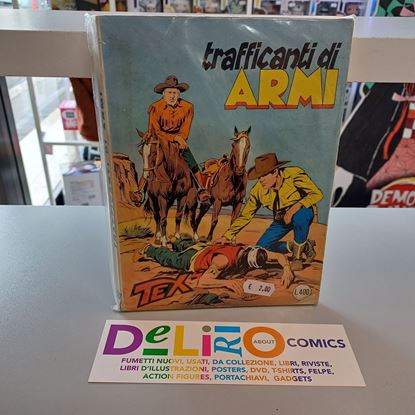 trafficanti di
ARMI
TEX
€ 2,00
L.400
DeLiRiO ABOUT COMICS
FUMETTI NUOVI, USATI, DA COLLEZIONE, LIBRI, RIVISTE,
LIBRI D'ILLUSTRAZIONI, POSTERS, DVD, T-SHIRTS, FELPE,
ACTION FIGURES, PORTACHIAVI, GADGETS
DEMO